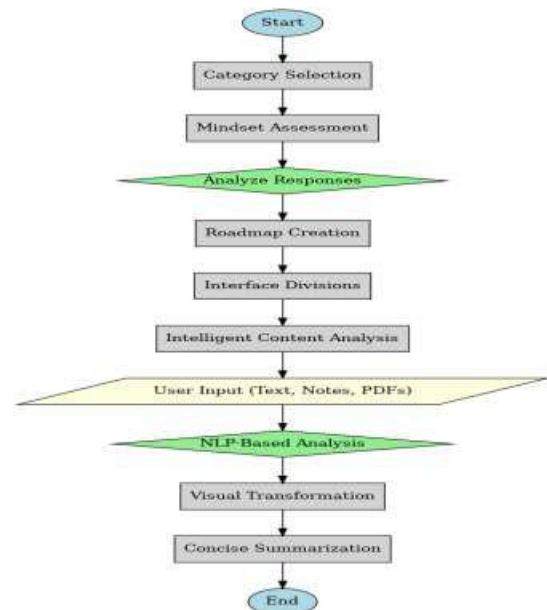 Start
Category Selection
Mindset Assessment
Analyze Responses
Roadmap Creation
Interface Divisions
Intelligent Content Analysis
User Input (Text, Notes, PDFs)
NLP-Based Analysis
Visual Transformation
Concise Summarization
End